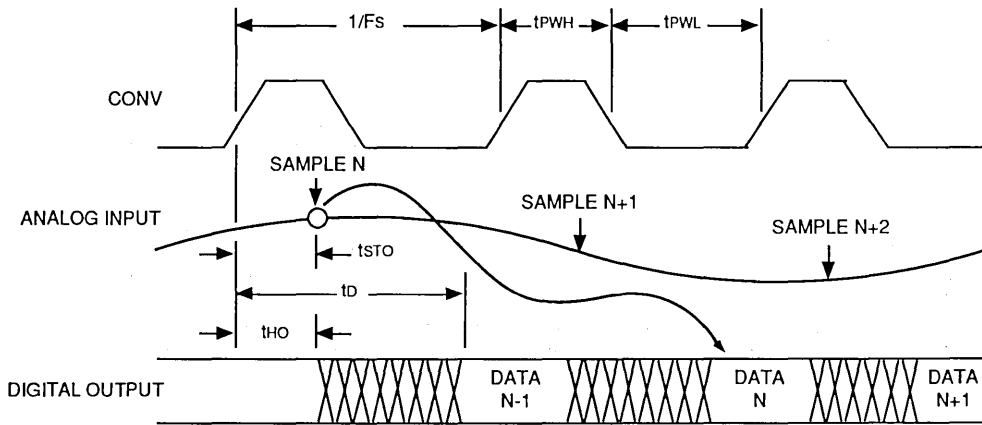 1/Fs
tPWH
tPWL
CONV
SAMPLE N
ANALOG INPUT
SAMPLE N+1
SAMPLE N+2
tSTO
tD
tHO
DIGITAL OUTPUT
DATA
N-1
DATA
N
DATA
N+1